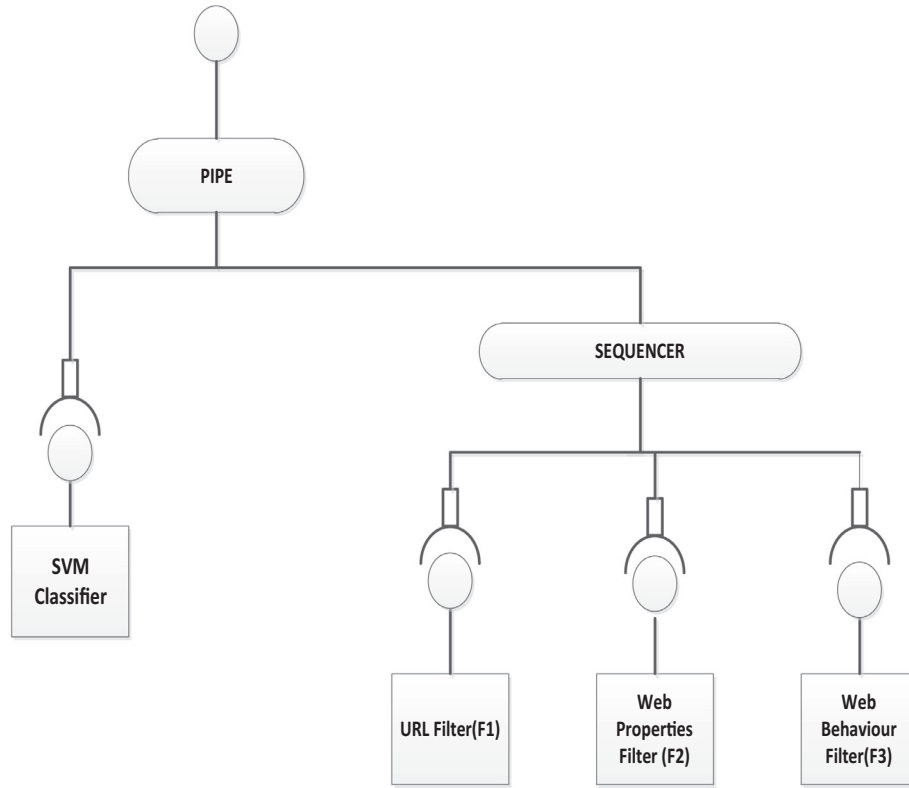 PIPE
SEQUENCER
SVM
Classifier
URL Filter(F1)
Web
Properties
Filter (F2)
Web
Behaviour
Filter(F3)